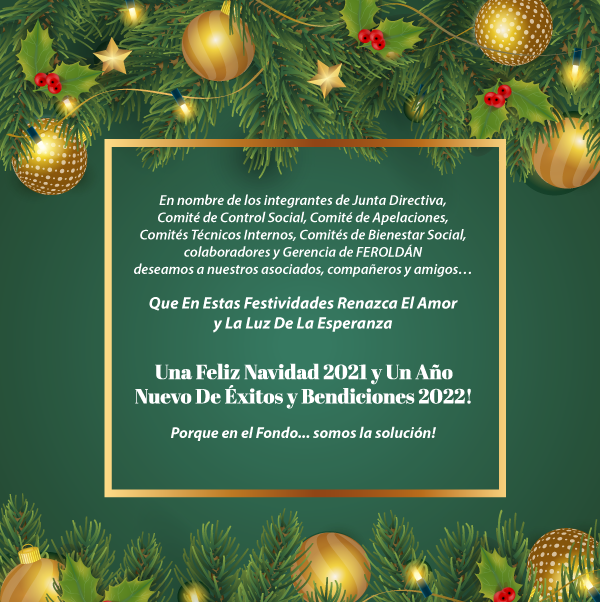 En nombre de los integrantes de Junta Directiva,
Comité de Control Social, Comité de Apelaciones,
Comités Técnicos Internos, Comités de Bienestar Social,
colaboradores y Gerencia de FEROLDÁN
deseamos a nuestros asociados, compañeros y amigos...
Que En Estas Festividades Renazca El Amor
y La Luz De La Esperanza
Una Feliz Navidad 2021 y Un Año
Nuevo De Éxitos y Bendiciones 2022!
Porque en el Fondo... somos la solución!